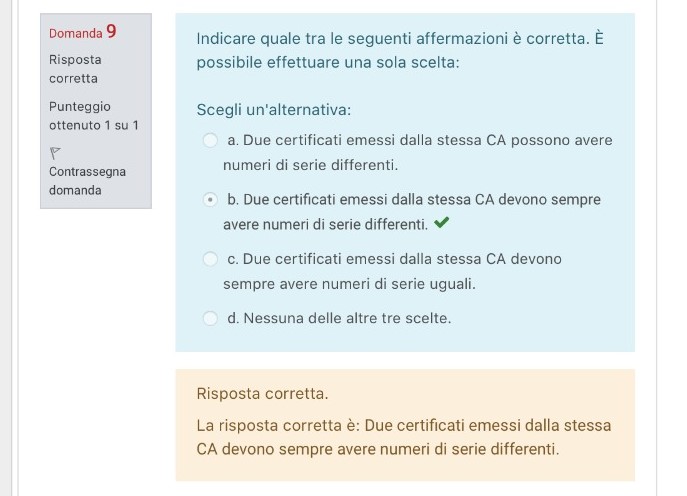 Domanda 9
Risposta
corretta
Punteggio
ottenuto 1 su 1
Contrassegna
domanda
Indicare quale tra le seguenti affermazioni è corretta. È
possibile effettuare una sola scelta:
Scegli un'alternativa:
a. Due certificati emessi dalla stessa CA possono avere
numeri di serie differenti.
b. Due certificati emessi dalla stessa CA devono sempre
avere numeri di serie differenti.
c. Due certificati emessi dalla stessa CA devono
sempre avere numeri di serie uguali.
d. Nessuna delle altre tre scelte.
Risposta corretta.
La risposta corretta è: Due certificati emessi dalla stessa
CA devono sempre avere numeri di serie differenti.